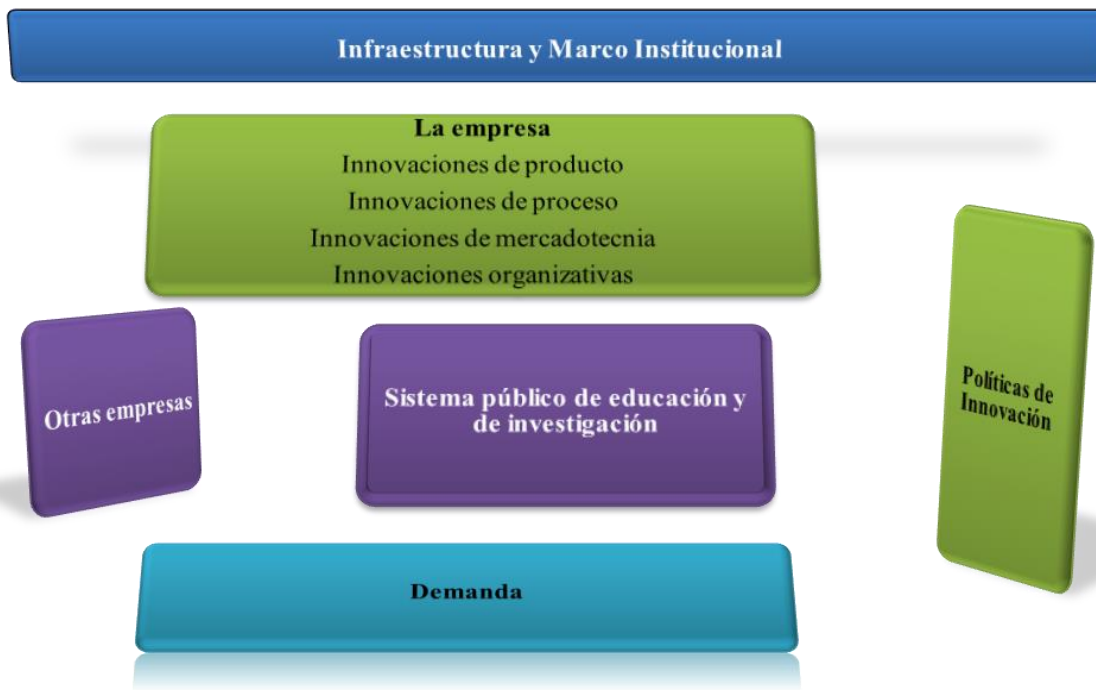 Infraestructura y Marco Institucional
La empresa
Innovaciones de producto
Innovaciones de proceso
Innovaciones de mercadotecnia
Innovaciones organizativas
Otras empresas
Sistema público de educación y
de investigación
Políticas de
Innovación
Demanda